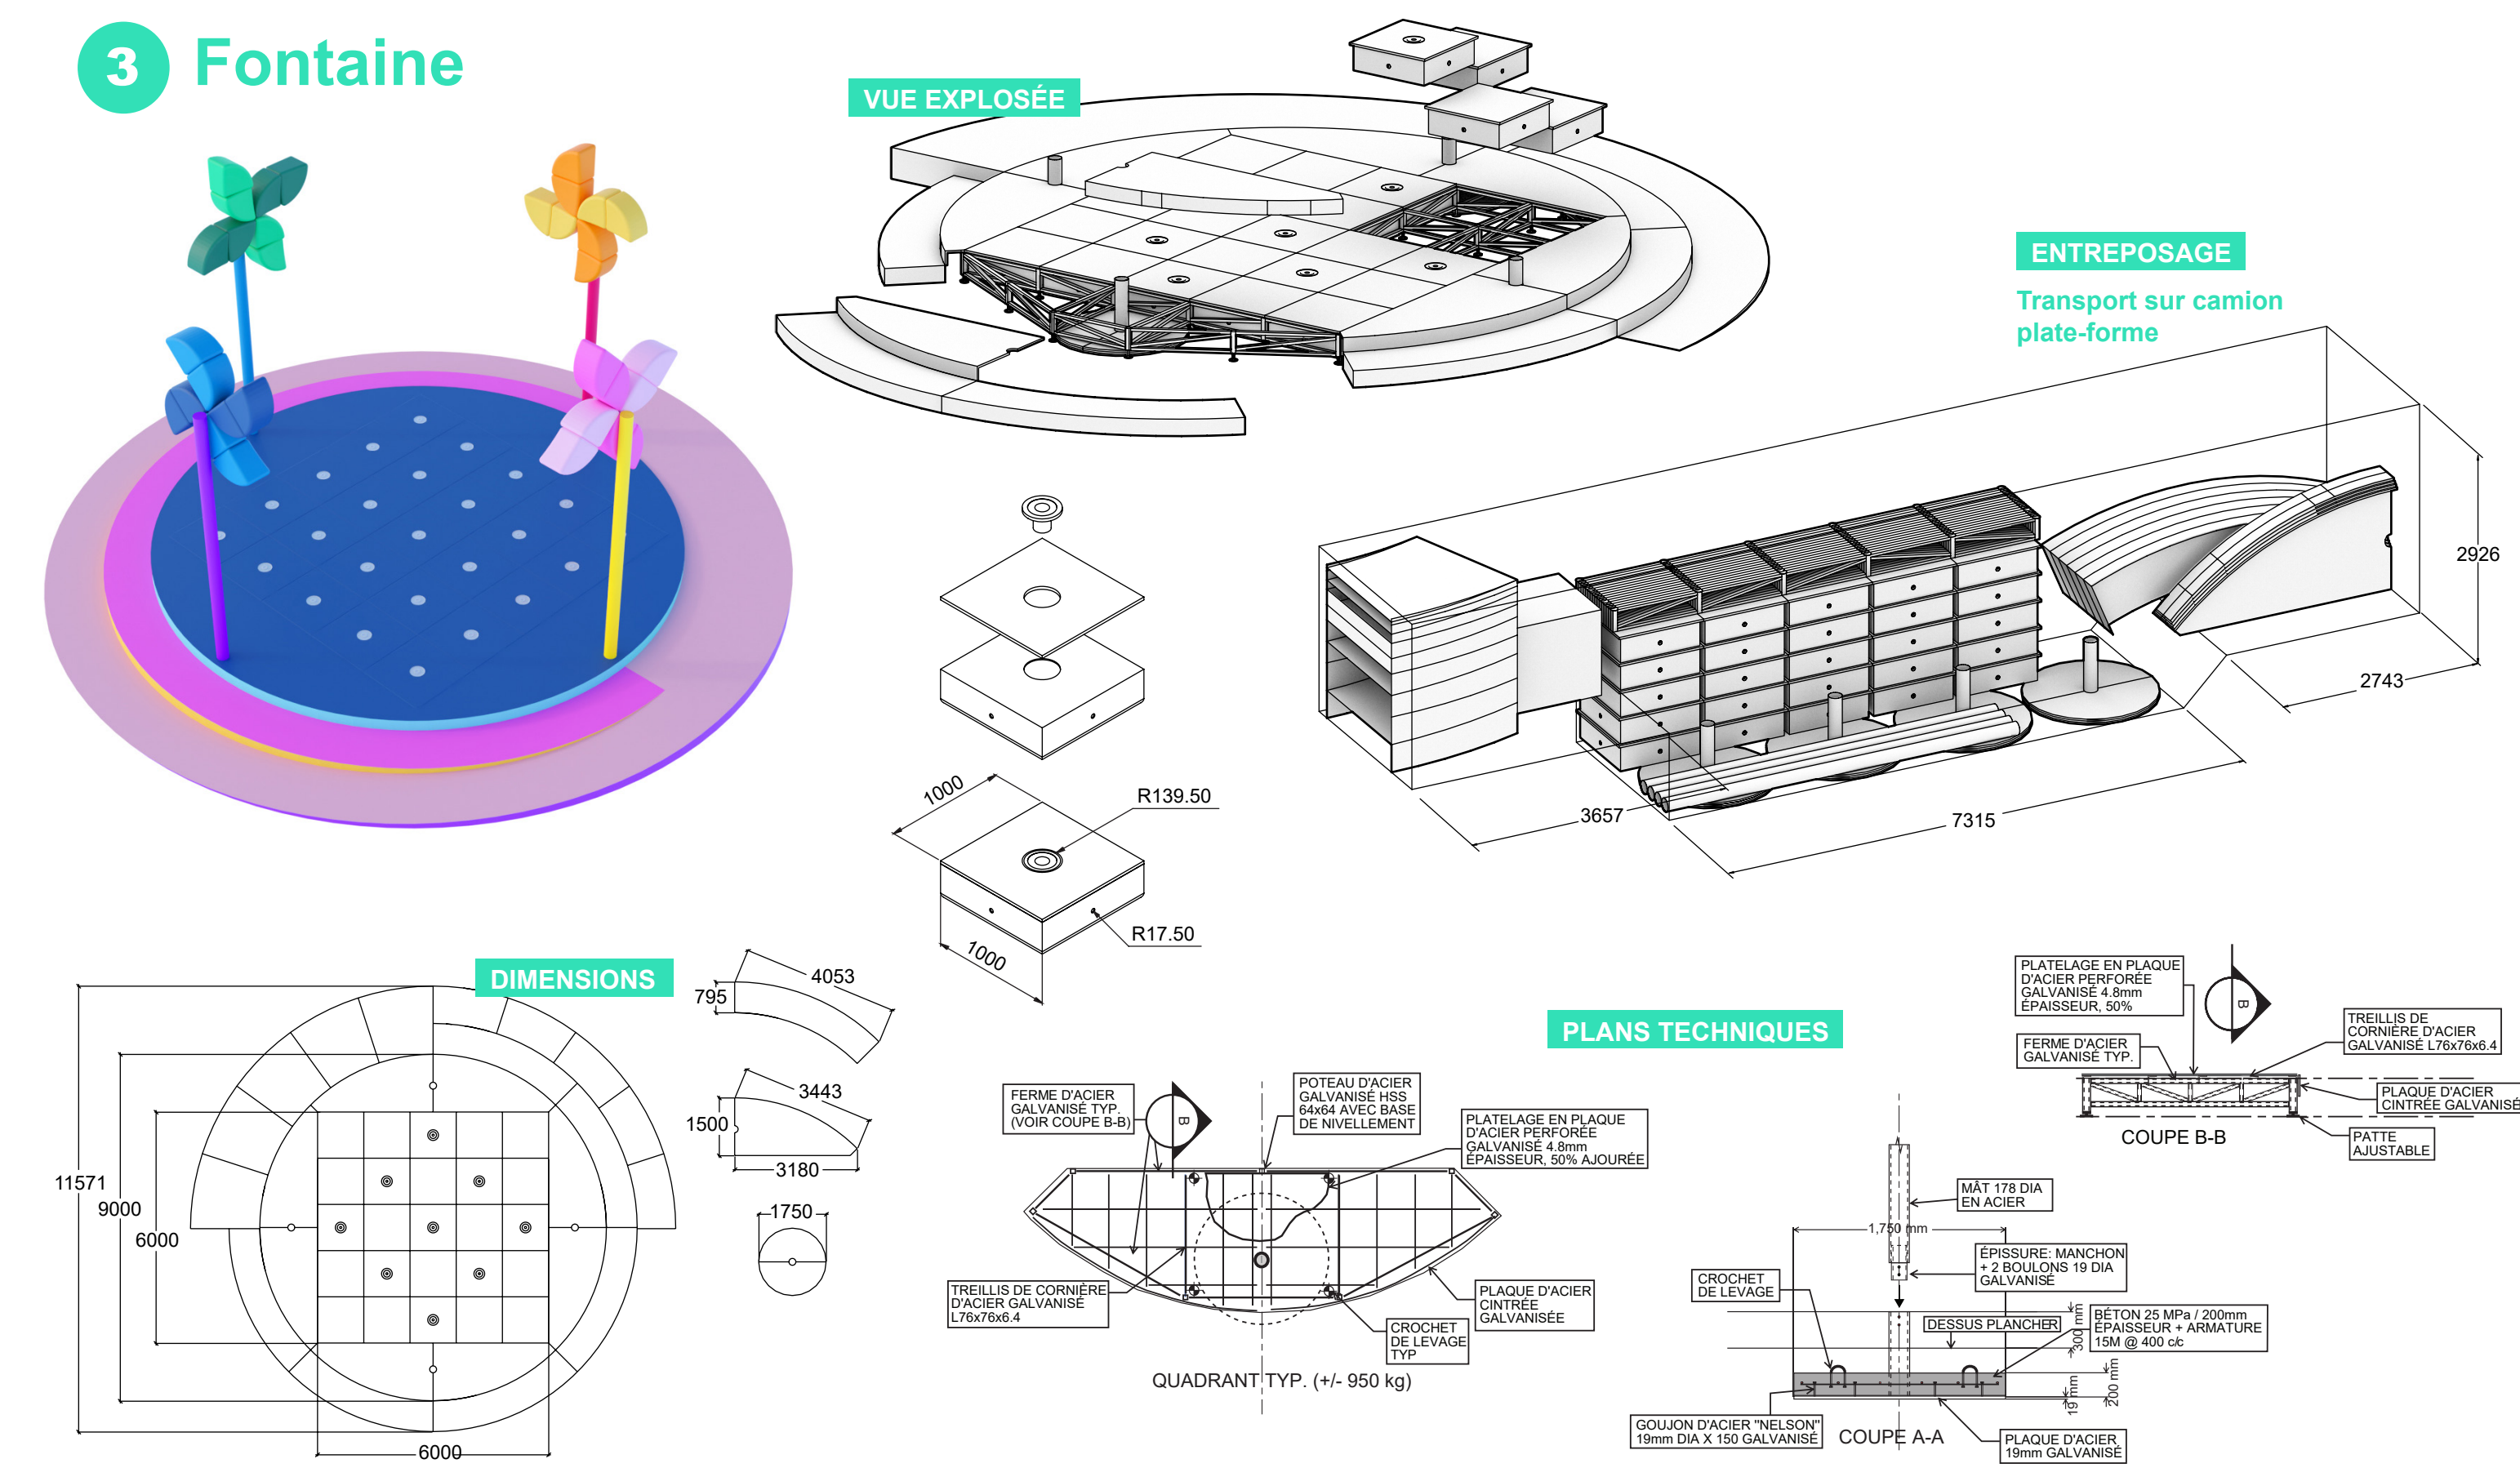 3 Fontaine
VUE EXPLOSÉE
ENTREPOSAGE
Transport sur camion
plate-forme
2926
2743
3657
7315
1000
R139.50
R17.50
1000
DIMENSIONS
11571
9000
6000
6000
4053
795
3443
1500
3180
1750
PLANS TECHNIQUES
FERME D'ACIER
GALVANISÉ TYP.
(VOIR COUPE B-B)
B
POTEAU D'ACIER
GALVANISÉ HSS
64x64 AVEC BASE
DE NIVELLEMENT
PLATELAGE EN PLAQUE
D'ACIER PERFORÉE
GALVANISÉ 4.8mm
ÉPAISSEUR, 50% AJOURÉE
TREILLIS DE CORNIÈRE
D'ACIER GALVANISÉ
L76x76x6.4
PLAQUE D'ACIER
CINTRÉE
GALVANISÉE
CROCHET
DE LEVAGE
TYP
QUADRANT TYP. (+/- 950 kg)
PLATELAGE EN PLAQUE
D'ACIER PERFORÉE
GALVANISÉ 4.8mm
ÉPAISSEUR, 50%
B
FERME D'ACIER
GALVANISÉ TYP.
TREILLIS DE
CORNIÈRE D'ACIER
GALVANISÉ L76x76x6.4
PLAQUE D'ACIER
CINTRÉE GALVANISÉ
PATTE
AJUSTABLE
COUPE B-B
MÂT 178 DIA
EN ACIER
1,750 mm
ÉPISSURE: MANCHON
+ 2 BOULONS 19 DIA
GALVANISÉ
CROCHET
DE LEVAGE
DESSUS PLANCHER
300 mm
BÉTON 25 MPa / 200mm
ÉPAISSEUR + ARMATURE
15M @ 400 c/c
19 mm
200 mm
GOUJON D'ACIER "NELSON"
19mm DIA X 150 GALVANISÉ
COUPE A-A
PLAQUE D'ACIER
19mm GALVANISÉ